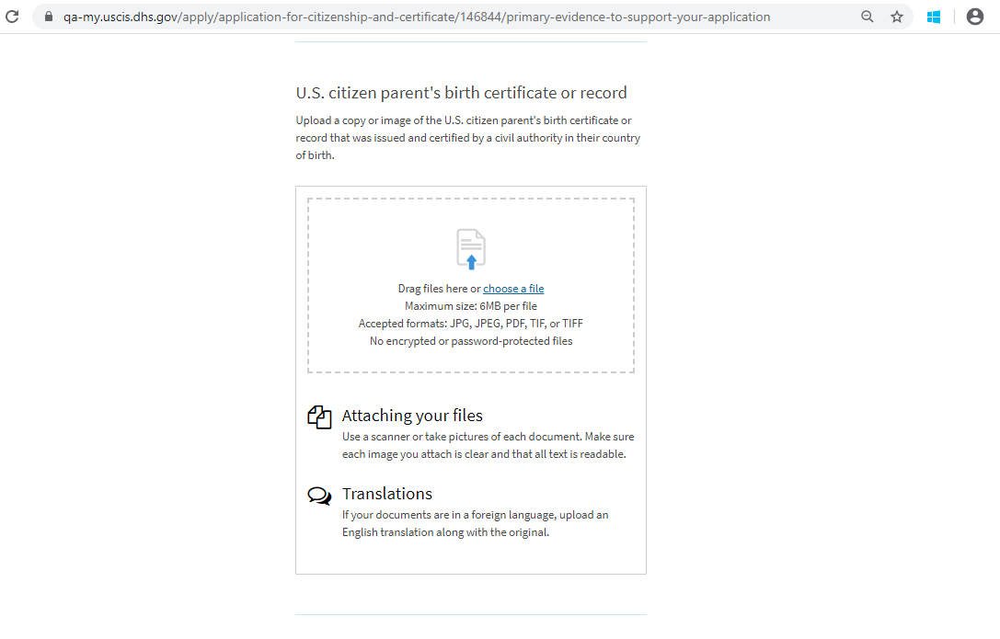 qa-my.uscis.dhs.gov/apply/application-for-citizenship-and-certificate/146844/primary-evidence-to-support-your-application
U.S. citizen parent's birth certificate or record
Upload a copy or image of the U.S. citizen parent's birth certificate or
record that was issued and certified by a civil authority in their country
of birth.
Drag files here or choose a file
Maximum size: 6MB per file
Accepted formats: JPG, JPEG, PDF, TIF, or TIFF
No encrypted or password-protected files
Attaching your files
Use a scanner or take pictures of each document. Make sure
each image you attach is clear and that all text is readable.
Translations
If your documents are in a foreign language, upload an
English translation along with the original.